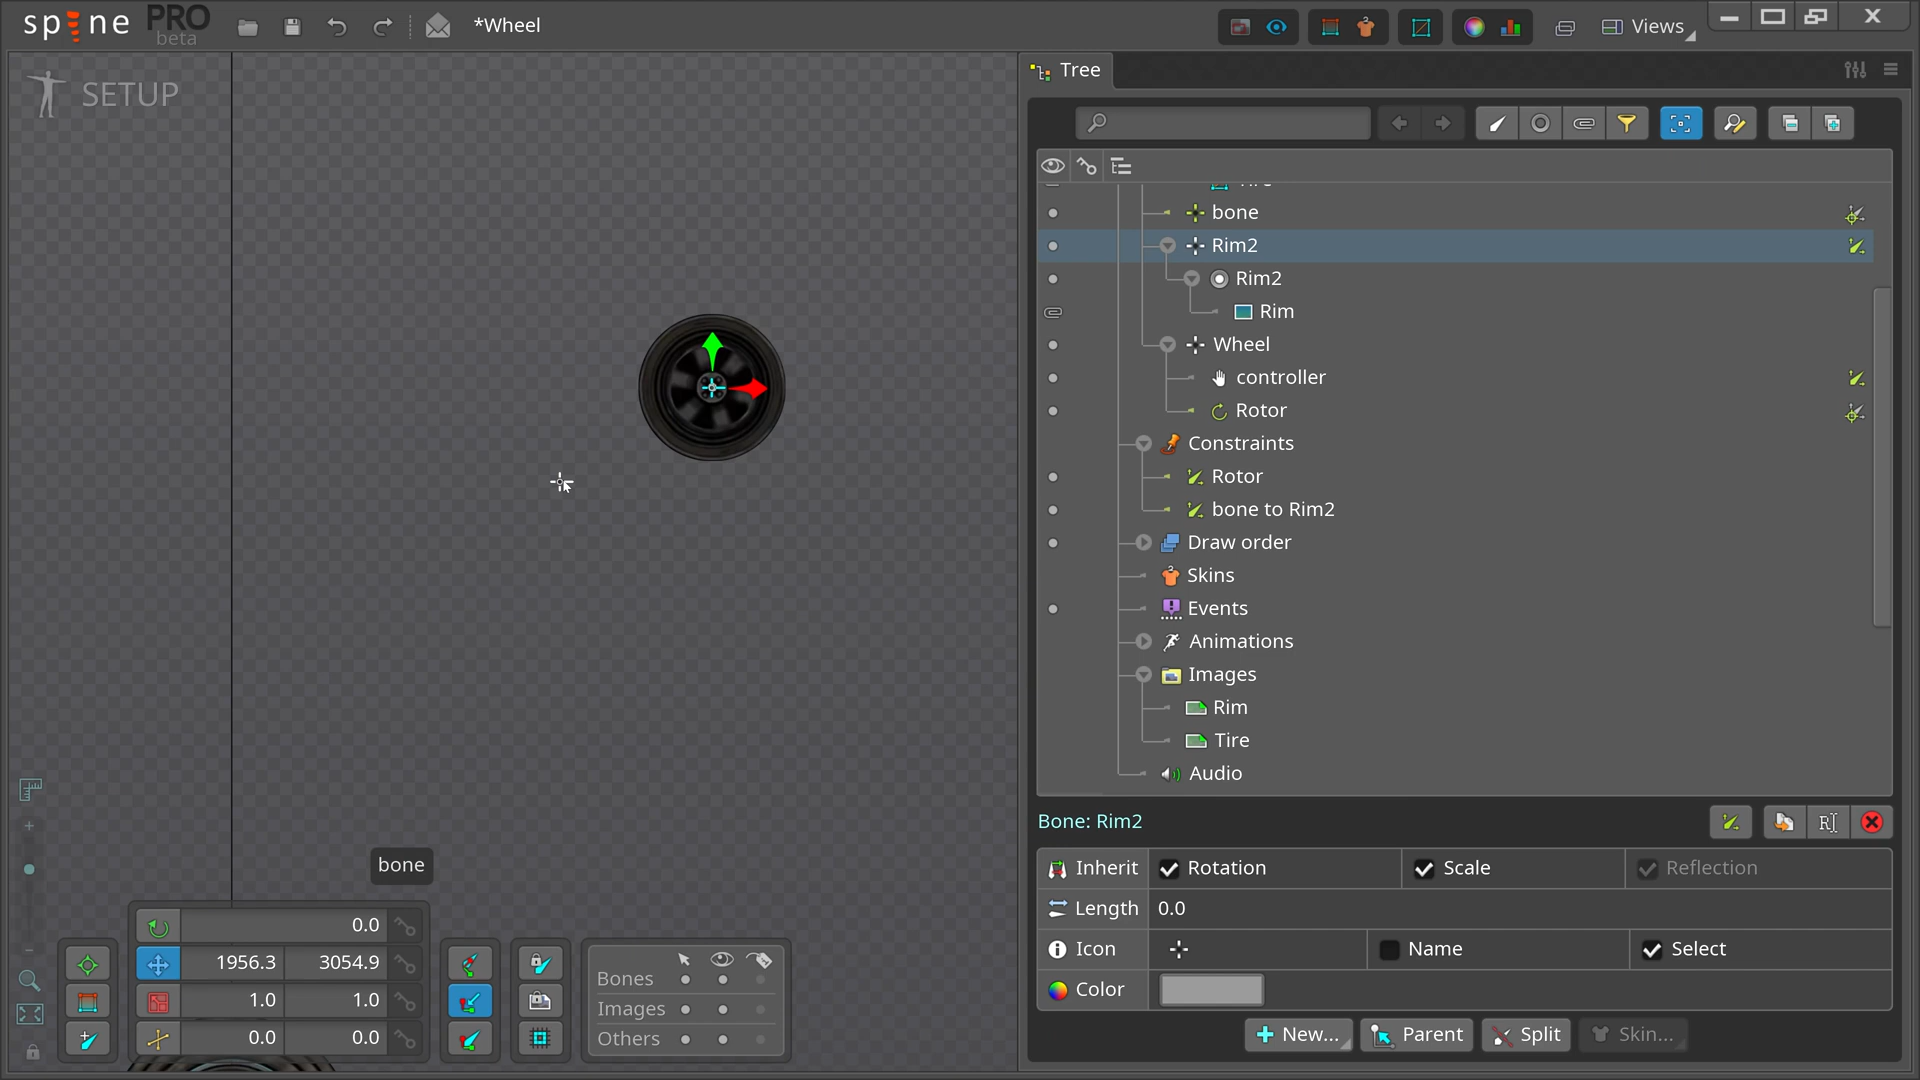 spine PRO beta
*Wheel
Views
SETUP
Tree
bone
Rim2
Rim2
Rim
Wheel
controller
Rotor
Constraints
Rotor
bone to Rim2
Draw order
Skins
Events
Animations
Images
Rim
Tire
Audio
Bone: Rim2
Inherit Rotation Scale Reflection
Length 0.0
Icon Name Select
Color
New... Parent Split Skin...
bone
0.0
1956.3 3054.9
1.0 1.0
0.0 0.0
Bones
Images
Others